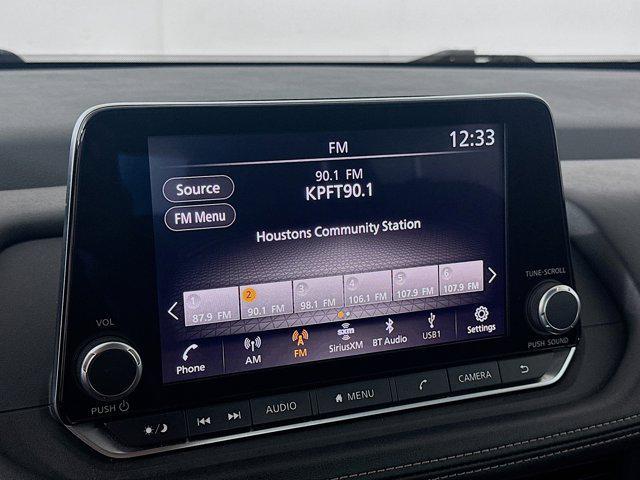 FM
12:33
90.1 FM
KPFT90.1
Source
FM Menu
Houstons Community Station
1 2 3 4 5 6
87.9 FM 90.1 FM 98.1 FM 106.1 FM 107.9 FM 107.9 FM
Phone AM FM SXM SiriusXM BT Audio USB1 Settings
VOL
PUSH
TUNE·SCROLL
PUSH SOUND
AUDIO MENU CAMERA